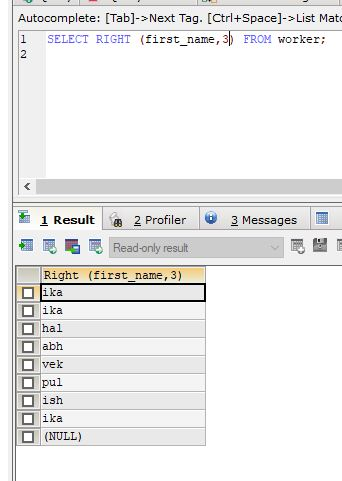 Autocomplete: [Tab]->Next Tag. [Ctrl+Space]->List Matc
1 SELECT RIGHT (first_name,3) FROM worker;
2
1 Result 2 Profiler 3 Messages
Read-only result
Right (first_name,3)
ika
ika
hal
abh
vek
pul
ish
ika
(NULL)